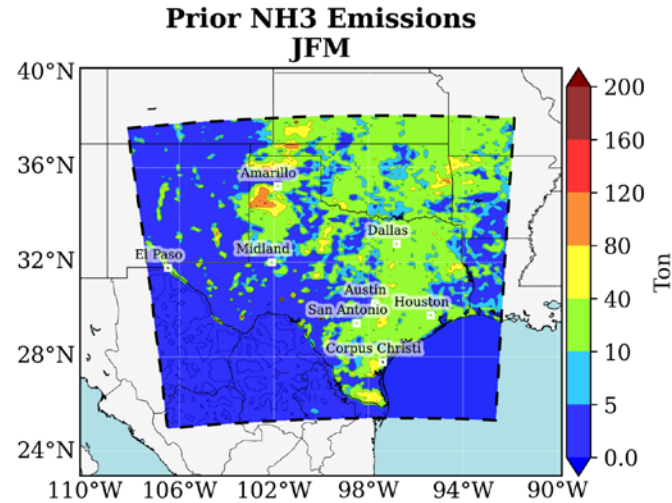 Prior NH3 Emissions
JFM
40°N
36°N
32°N
28°N
24°N
110°W 106°W 102°W 98°W 94°W 90°W
Amarillo
Dallas
Midland
El Paso
Austin
Houston
San Antonio
Corpus Christi
200
160
120
80
40
10
5
0.0
Ton